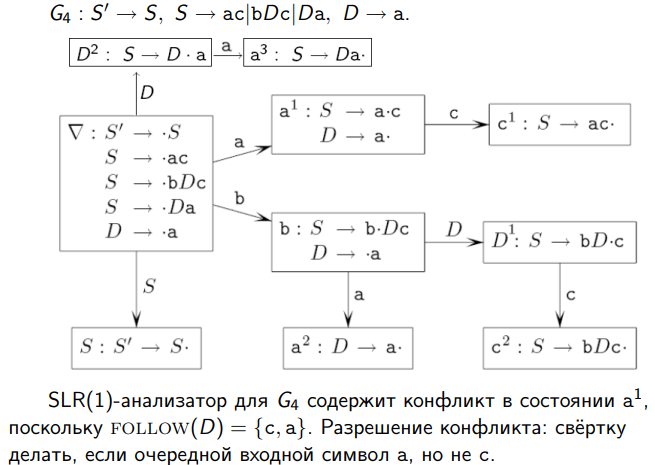 G₄ : S′ → S, S → ac|bDc|Da, D → a.
D² : S → D · a
a
a³ : S → Da·
D
∇ : S′ → ·S
S → ·ac
S → ·bDc
S → ·Da
D → ·a
a
a¹ : S → a·c
D → a·
c
c¹ : S → ac·
b
b : S → b·Dc
D → ·a
D
D¹: S → bD·c
S
a
c
S : S′ → S·
a² : D → a·
c² : S → bDc·
SLR(1)-анализатор для G₄ содержит конфликт в состоянии a¹,
поскольку FOLLOW(D) = {c, a}. Разрешение конфликта: свёртку
делать, если очередной входной символ a, но не c.